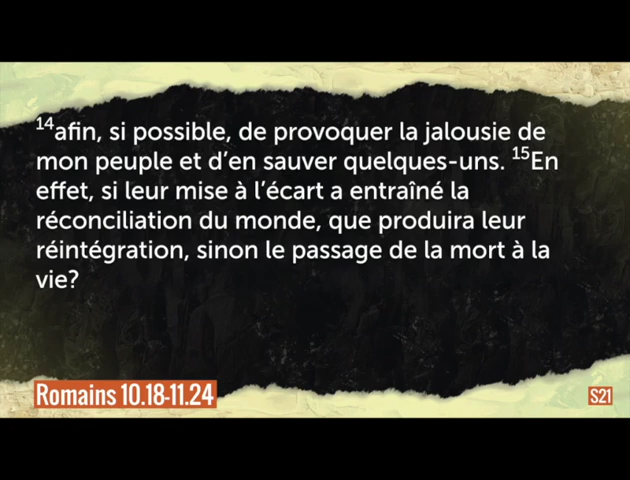 ¹⁴afin, si possible, de provoquer la jalousie de
mon peuple et d’en sauver quelques-uns. ¹⁵En
effet, si leur mise à l’écart a entraîné la
réconciliation du monde, que produira leur
réintégration, sinon le passage de la mort à la
vie?
Romains 10.18-11.24
S21